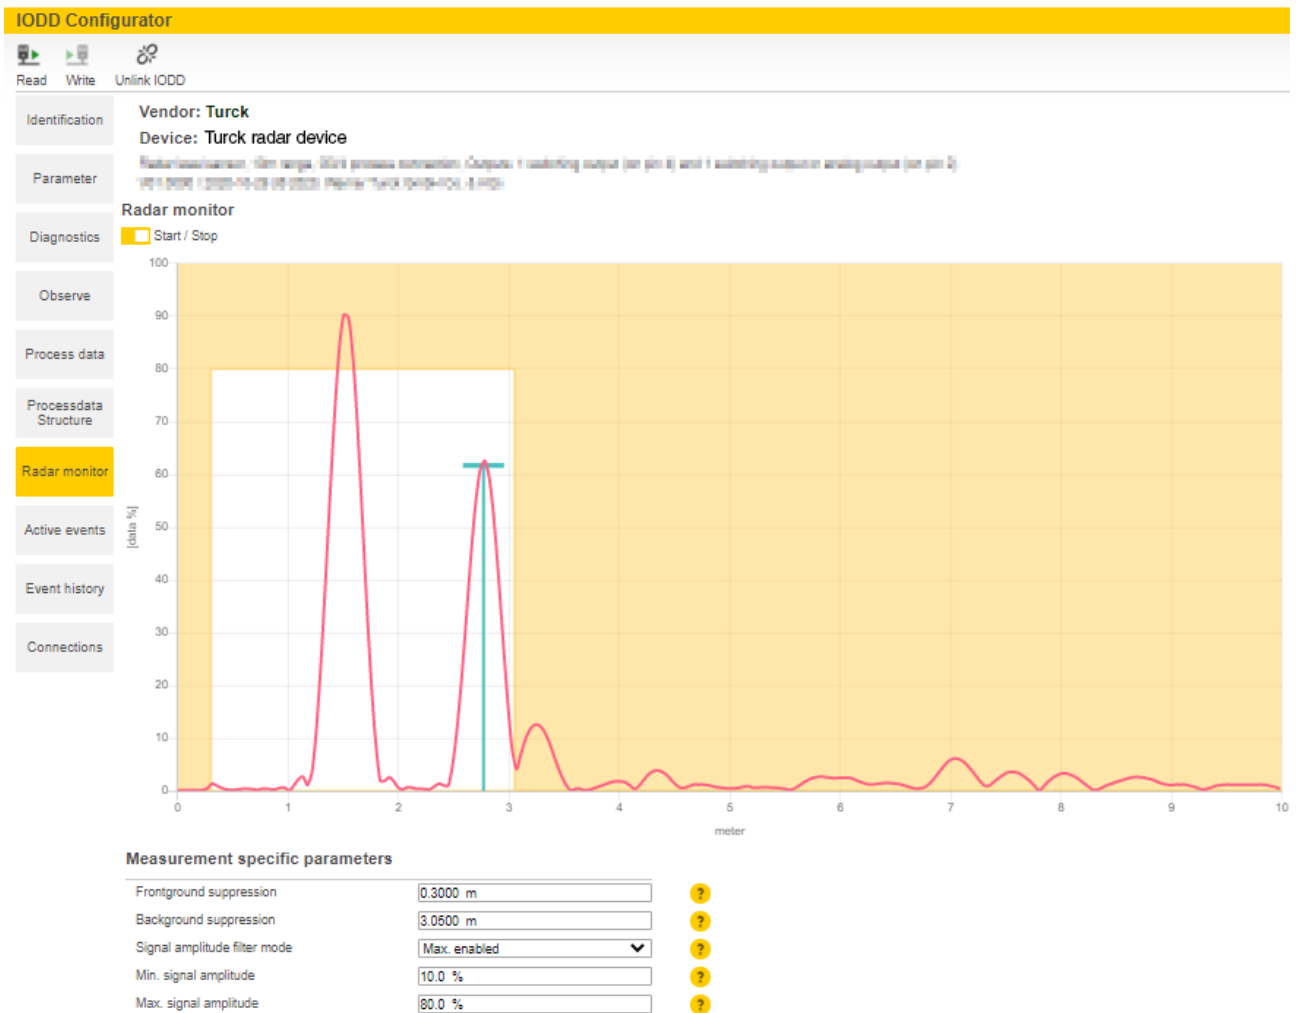 IODD Configurator
Read Write Unlink IODD
Identification
Parameter
Diagnostics
Observe
Process data
Processdata
Structure
Radar monitor
Active events
Event history
Connections
Vendor: Turck
Device: Turck radar device
Radar monitor
Start / Stop
100
90
80
70
60
50
40
30
20
10
0
[data %]
0 1 2 3 4 5 6 7 8 9 10
meter
Measurement specific parameters
Frontground suppression 0.3000 m ?
Background suppression 3.0500 m ?
Signal amplitude filter mode Max. enabled ?
Min. signal amplitude 10.0 % ?
Max. signal amplitude 80.0 % ?